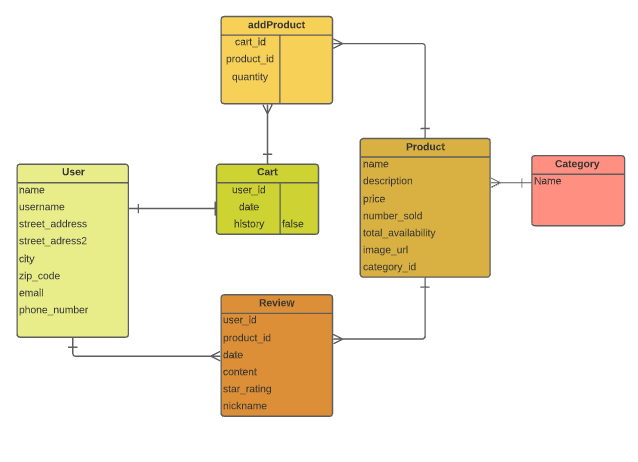 addProduct
cart_id
product_id
quantity
User
name
username
street_address
street_adress2
city
zip_code
emall
phone_number
Cart
user_id
date
history false
Product
name
description
price
number_sold
total_availability
image_url
category_id
Category
Name
Review
user_id
product_id
date
content
star_rating
nickname